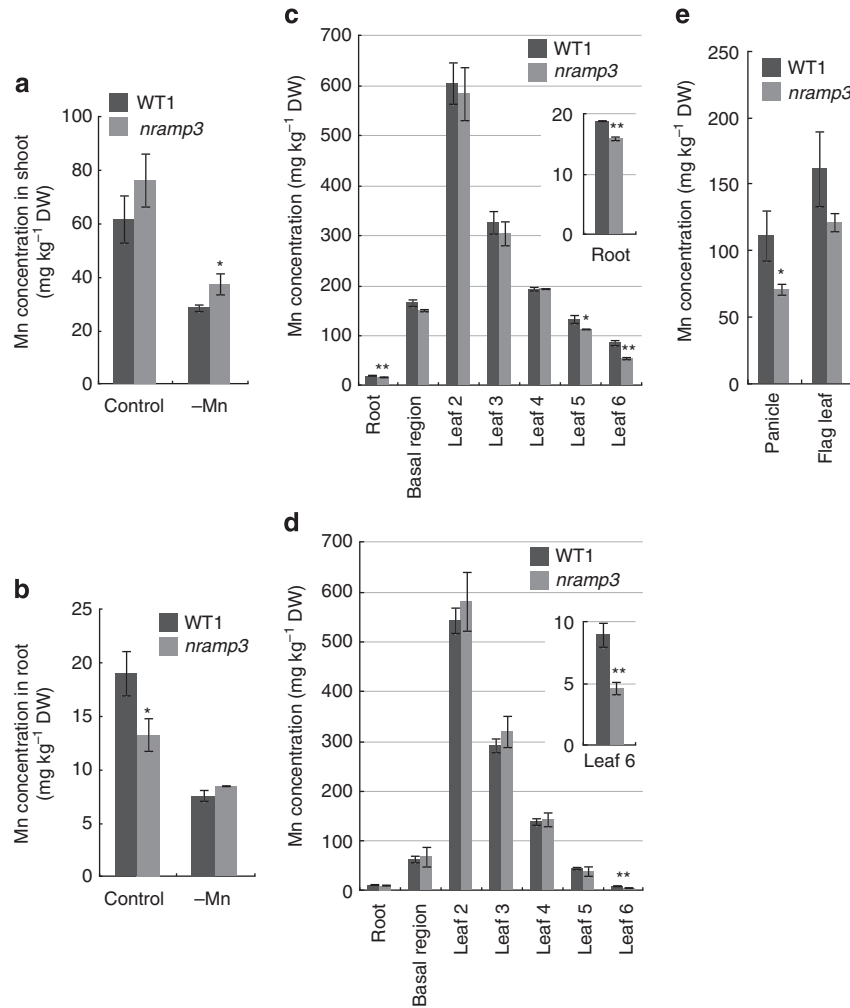 a
WT1
nramp3
Mn concentration in shoot
(mg kg⁻¹ DW)
100
80
60
40
20
0
*
Control
–Mn
b
WT1
nramp3
Mn concentration in root
(mg kg⁻¹ DW)
25
20
15
10
5
0
*
Control
–Mn
c
WT1
nramp3
Mn concentration (mg kg⁻¹ DW)
700
600
500
400
300
200
100
0
**
*
**
Root
Basal region
Leaf 2
Leaf 3
Leaf 4
Leaf 5
Leaf 6
20
10
0
**
Root
d
WT1
nramp3
Mn concentration (mg kg⁻¹ DW)
700
600
500
400
300
200
100
0
**
Root
Basal region
Leaf 2
Leaf 3
Leaf 4
Leaf 5
Leaf 6
10
5
0
**
Leaf 6
e
WT1
nramp3
Mn concentration (mg kg⁻¹ DW)
250
200
150
100
50
0
*
Panicle
Flag leaf